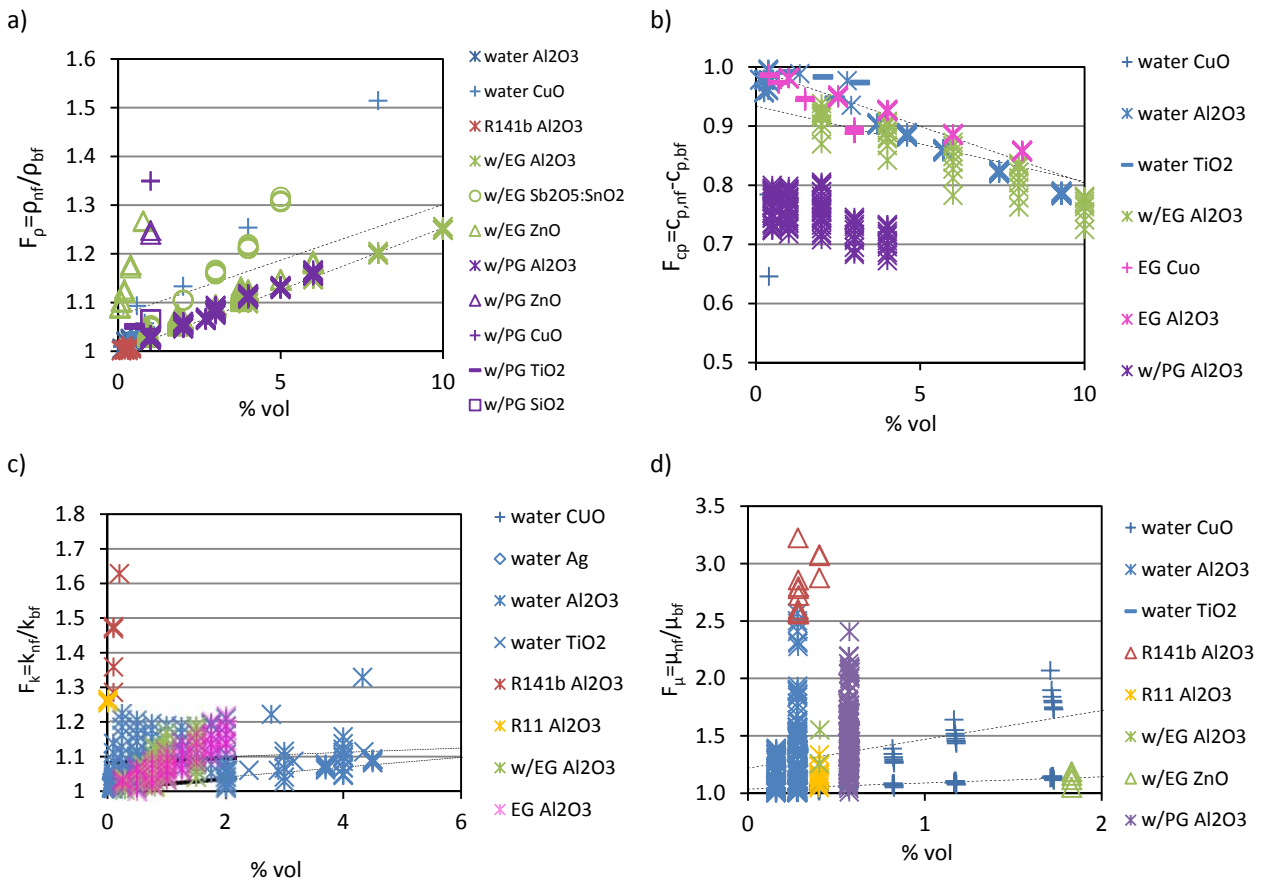 a)
1.6
1.5
1.4
1.3
1.2
1.1
1
0
5
10
Fρ=ρnf/ρbf
% vol
water Al2O3
water CuO
R141b Al2O3
w/EG Al2O3
w/EG Sb2O5:SnO2
w/EG ZnO
w/PG Al2O3
w/PG ZnO
w/PG CuO
w/PG TiO2
w/PG SiO2
b)
1.0
0.9
0.8
0.7
0.6
0.5
0
5
10
Fcp=cp,nf-cp,bf
% vol
water CuO
water Al2O3
water TiO2
w/EG Al2O3
EG Cuo
EG Al2O3
w/PG Al2O3
c)
1.8
1.7
1.6
1.5
1.4
1.3
1.2
1.1
1
0
2
4
6
Fk=knf/kbf
% vol
water CUO
water Ag
water Al2O3
water TiO2
R141b Al2O3
R11 Al2O3
w/EG Al2O3
EG Al2O3
d)
3.5
3.0
2.5
2.0
1.5
1.0
0
1
2
Fμ=μnf/μbf
% vol
water CuO
water Al2O3
water TiO2
R141b Al2O3
R11 Al2O3
w/EG Al2O3
w/EG ZnO
w/PG Al2O3